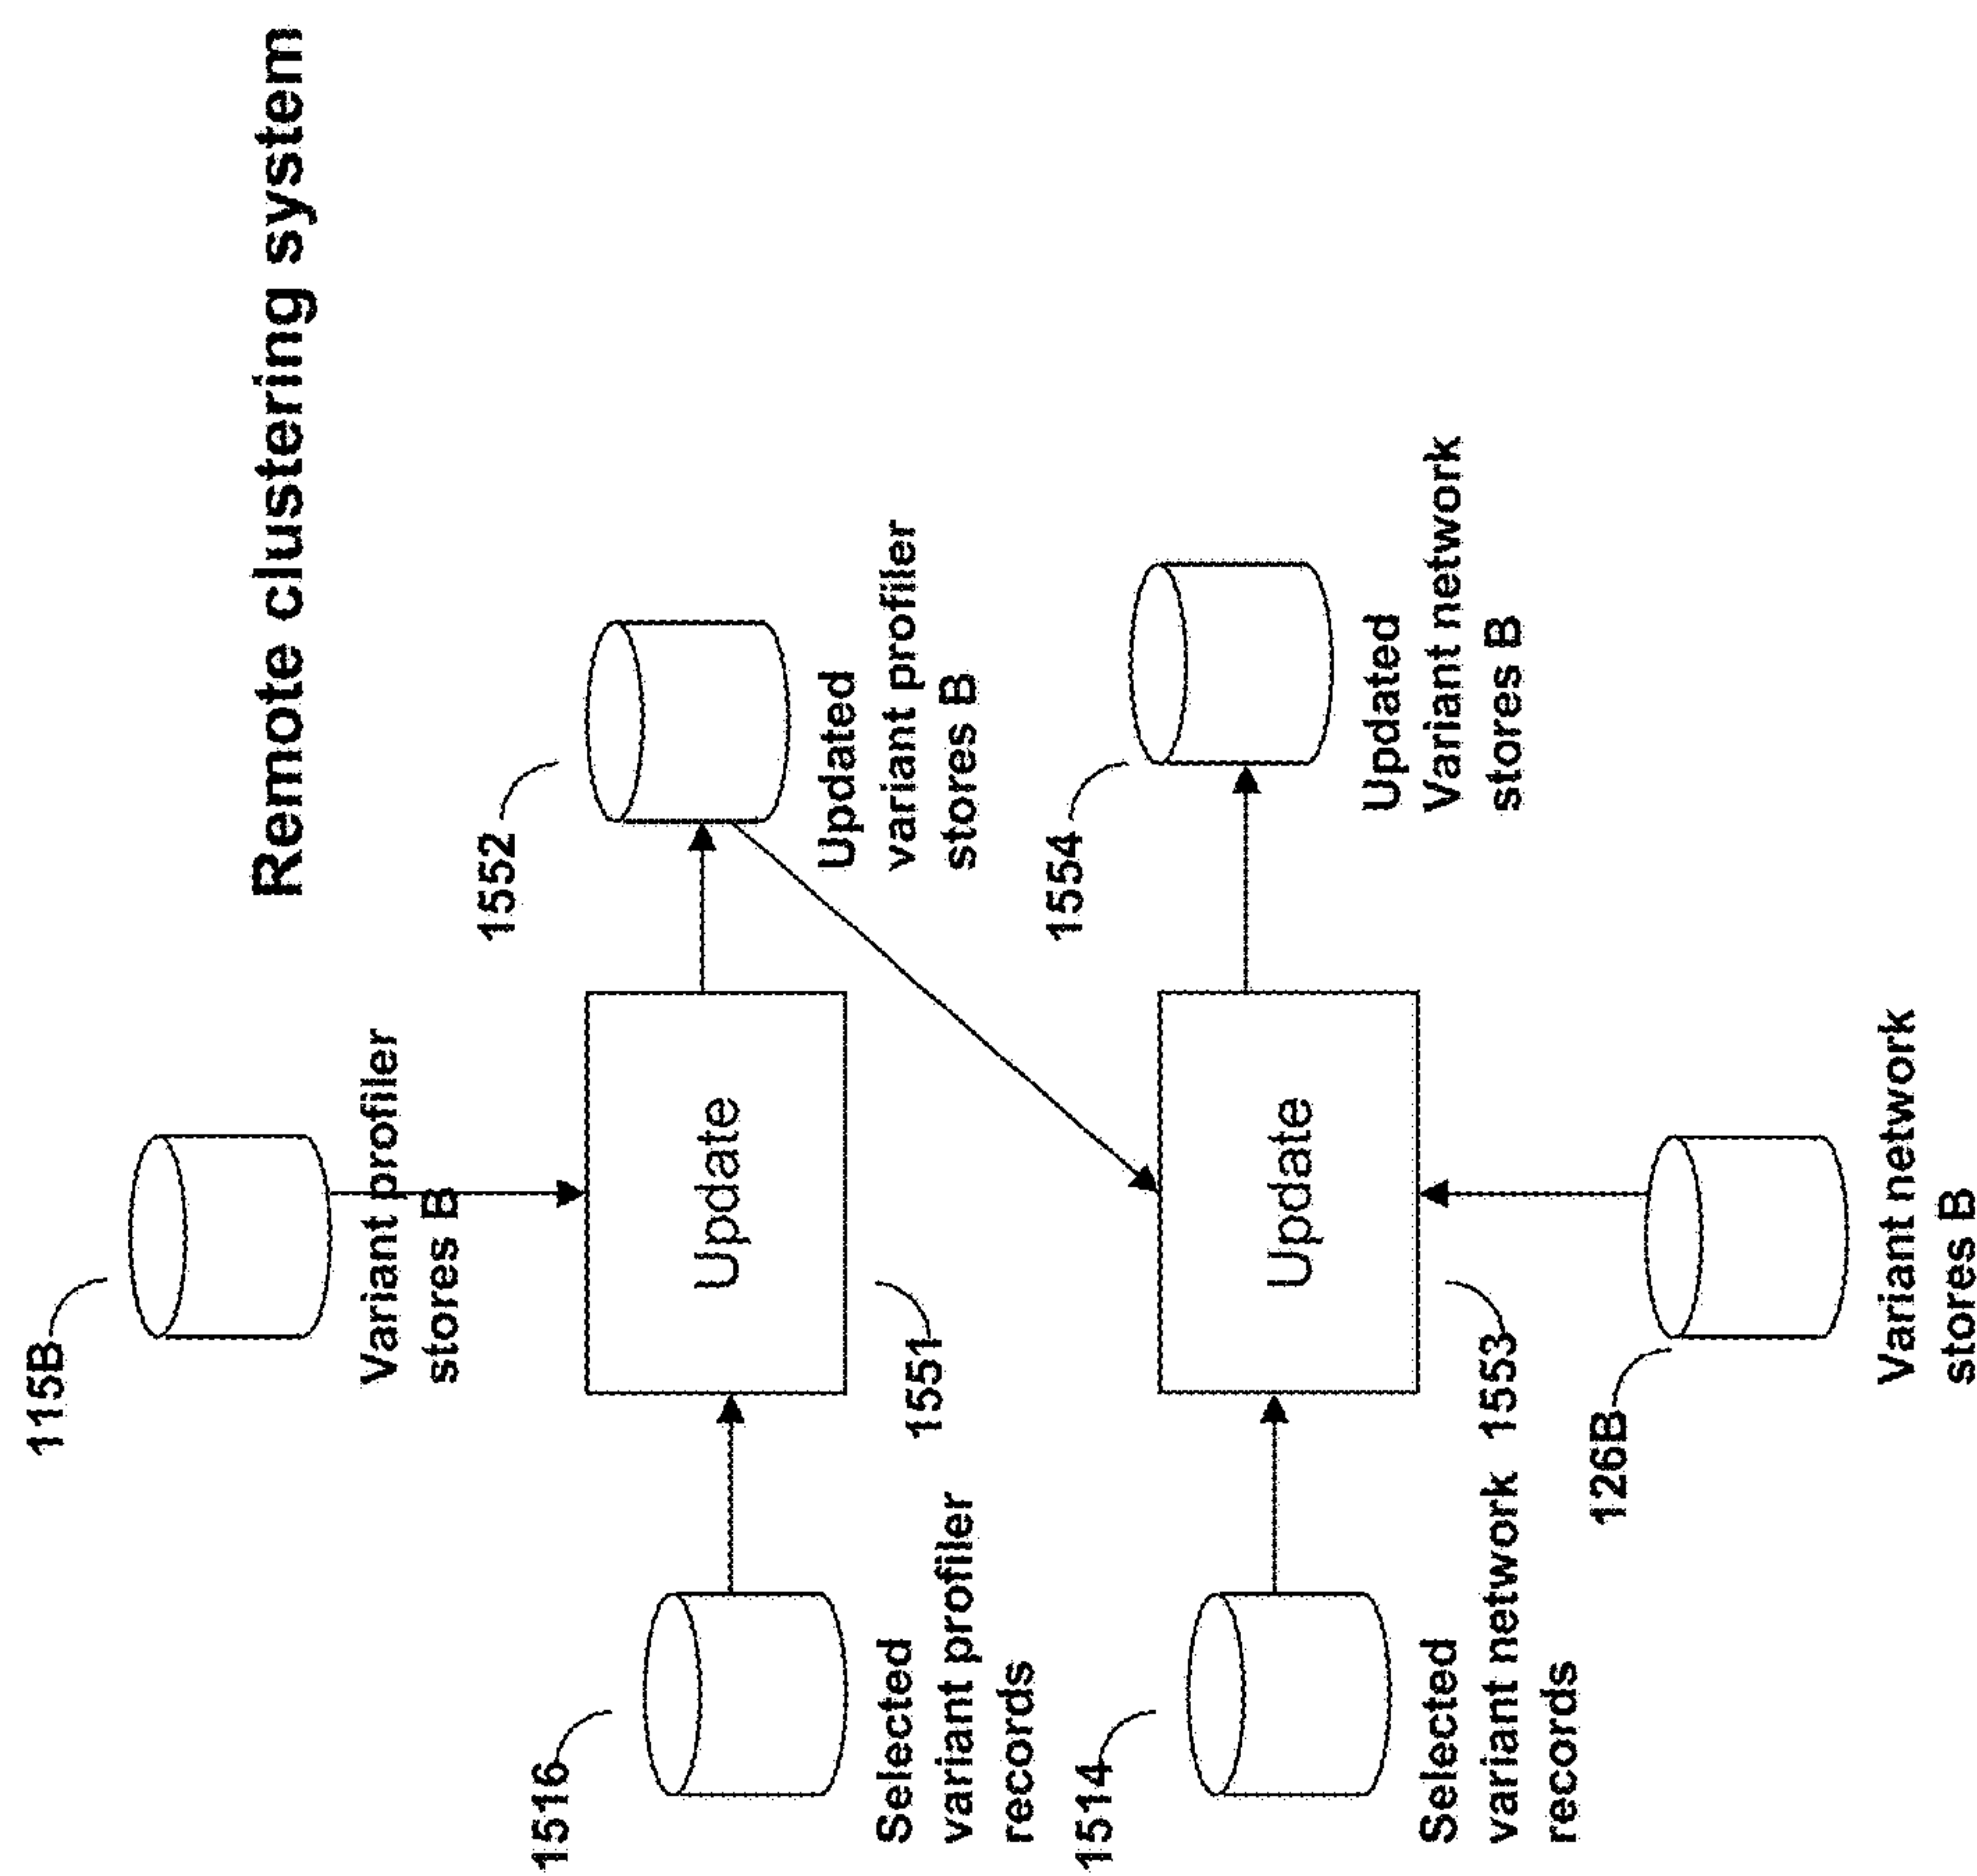 Remote clustering system
115B
Variant profiler
stores B
1516
Selected
variant profiler
records
Update
1551
1552
Updated
variant profiler
stores B
1514
Selected
variant network
records
Update
1553
1554
Updated
Variant network
stores B
126B
Variant network
stores B